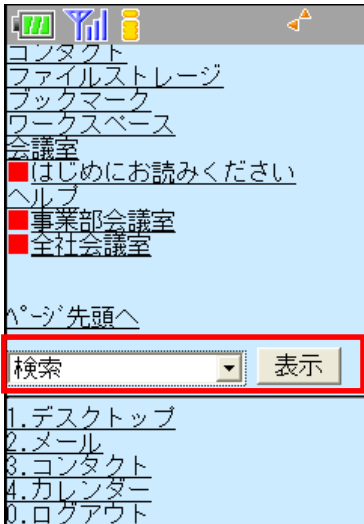 コンタクト
ファイルストレージ
ブックマーク
ワークスペース
会議室
■はじめにお読みください
ヘルプ
■事業部会議室
■全社会議室
ﾍﾟｰｼﾞ先頭へ
検索 表示
1.デスクトップ
2.メール
3.コンタクト
4.カレンダー
0.ログアウト